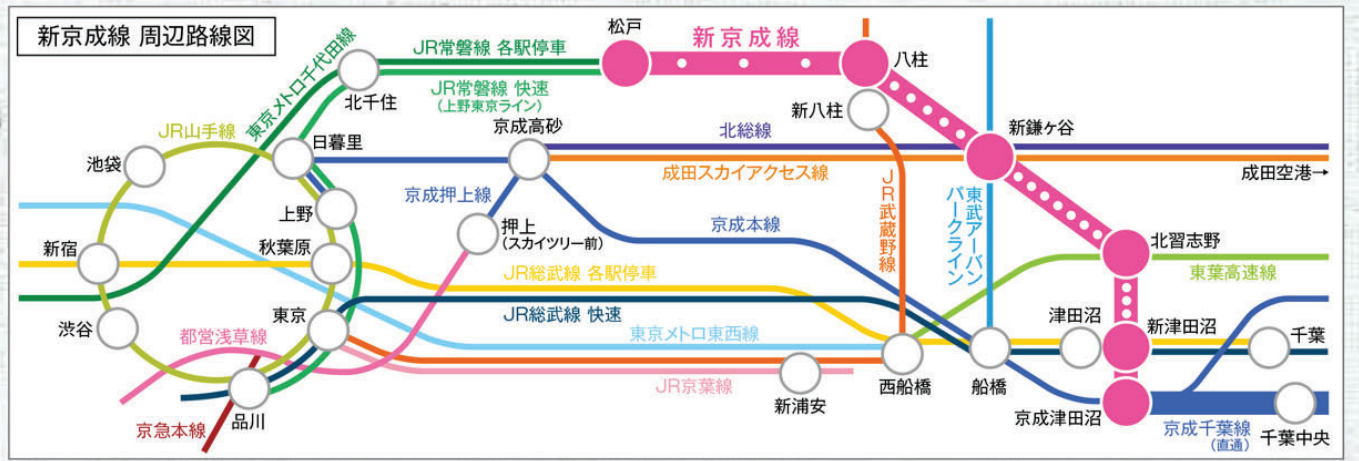 新京成線 周辺路線図
東京メトロ千代田線
JR常磐線 各駅停車
JR常磐線 快速
(上野東京ライン)
松戸
新京成線
八柱
北千住
新八柱
JR山手線
日暮里
京成高砂
北総線
新鎌ヶ谷
池袋
成田スカイアクセス線
成田空港→
京成押上線
JR武蔵野線
東武アーバン
パークライン
上野
押上
(スカイツリー前)
京成本線
北習志野
新宿
秋葉原
JR総武線 各駅停車
東葉高速線
渋谷
東京
JR総武線 快速
津田沼
新津田沼
千葉
都営浅草線
東京メトロ東西線
JR京葉線
新浦安
西船橋
船橋
京成津田沼
京急本線
品川
京成千葉線
(直通)
千葉中央